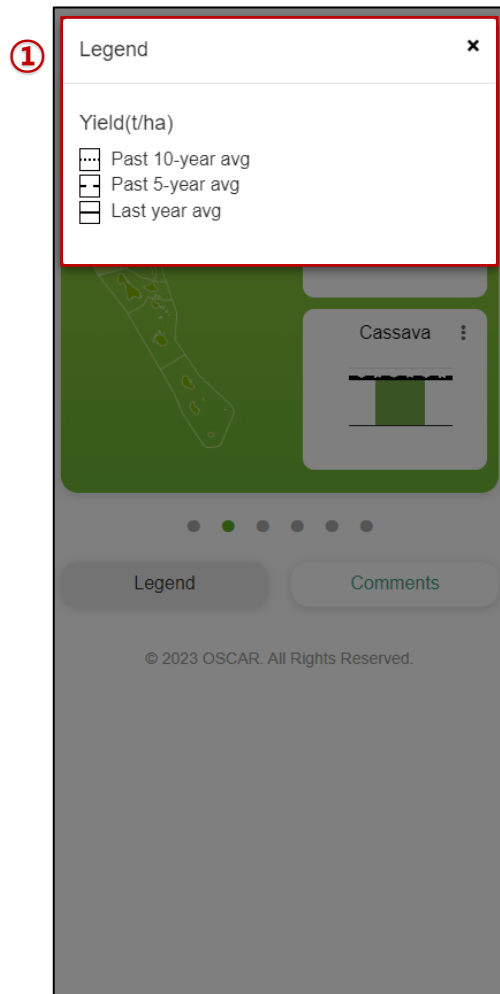 ①
Legend ×
Yield(t/ha)
Past 10-year avg
Past 5-year avg
Last year avg
Cassava
Legend Comments
© 2023 OSCAR. All Rights Reserved.